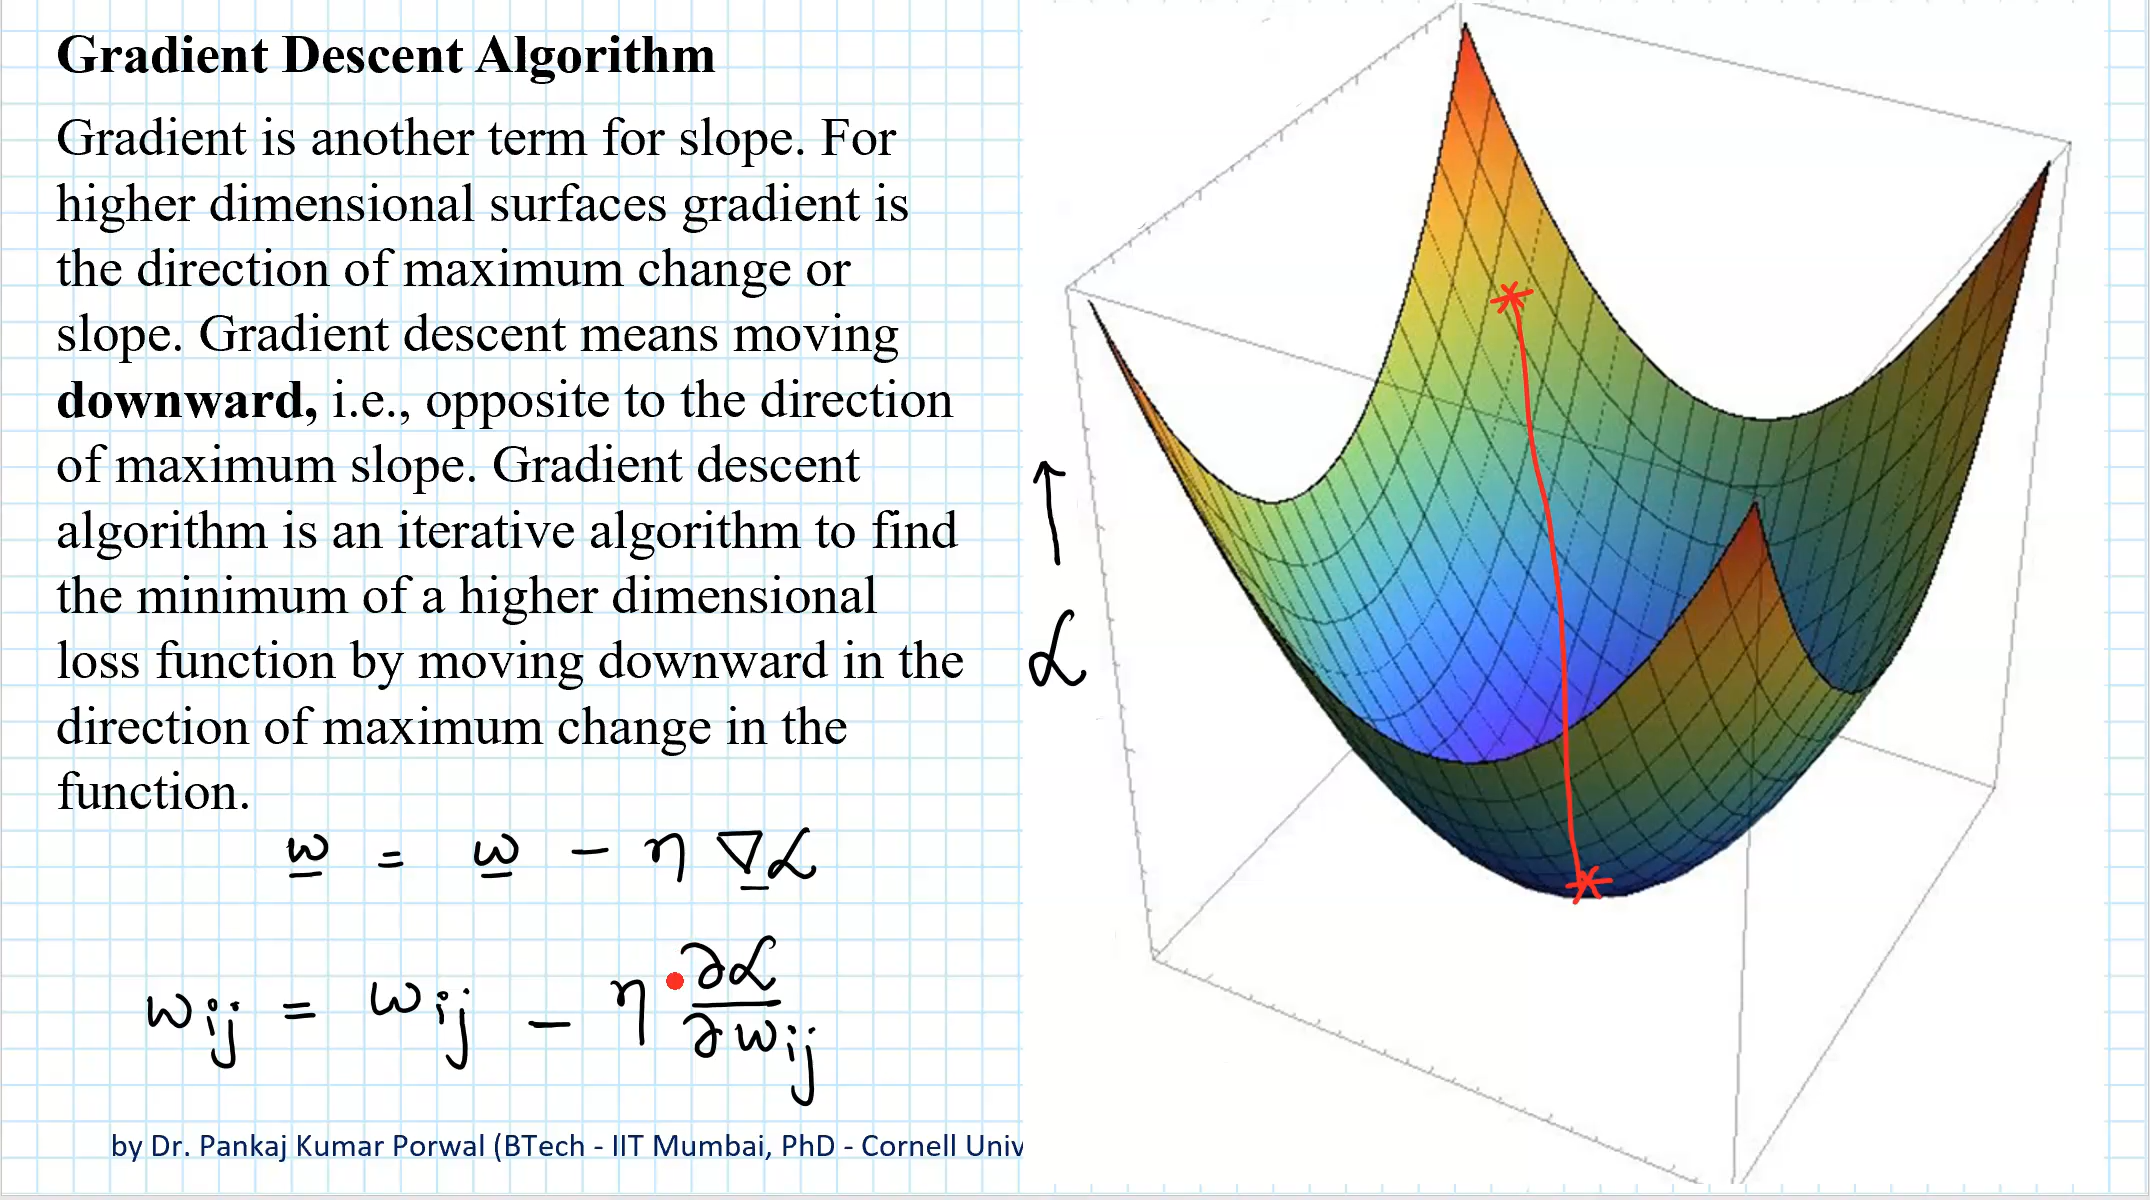 Gradient Descent Algorithm
Gradient is another term for slope. For
higher dimensional surfaces gradient is
the direction of maximum change or
slope. Gradient descent means moving
downward, i.e., opposite to the direction
of maximum slope. Gradient descent
algorithm is an iterative algorithm to find
the minimum of a higher dimensional
loss function by moving downward in the
direction of maximum change in the
function.
w = w - η ∇ℒ
w_ij = w_ij - η ∂ℒ/∂w_ij
by Dr. Pankaj Kumar Porwal (BTech - IIT Mumbai, PhD - Cornell Univ
↑
ℒ